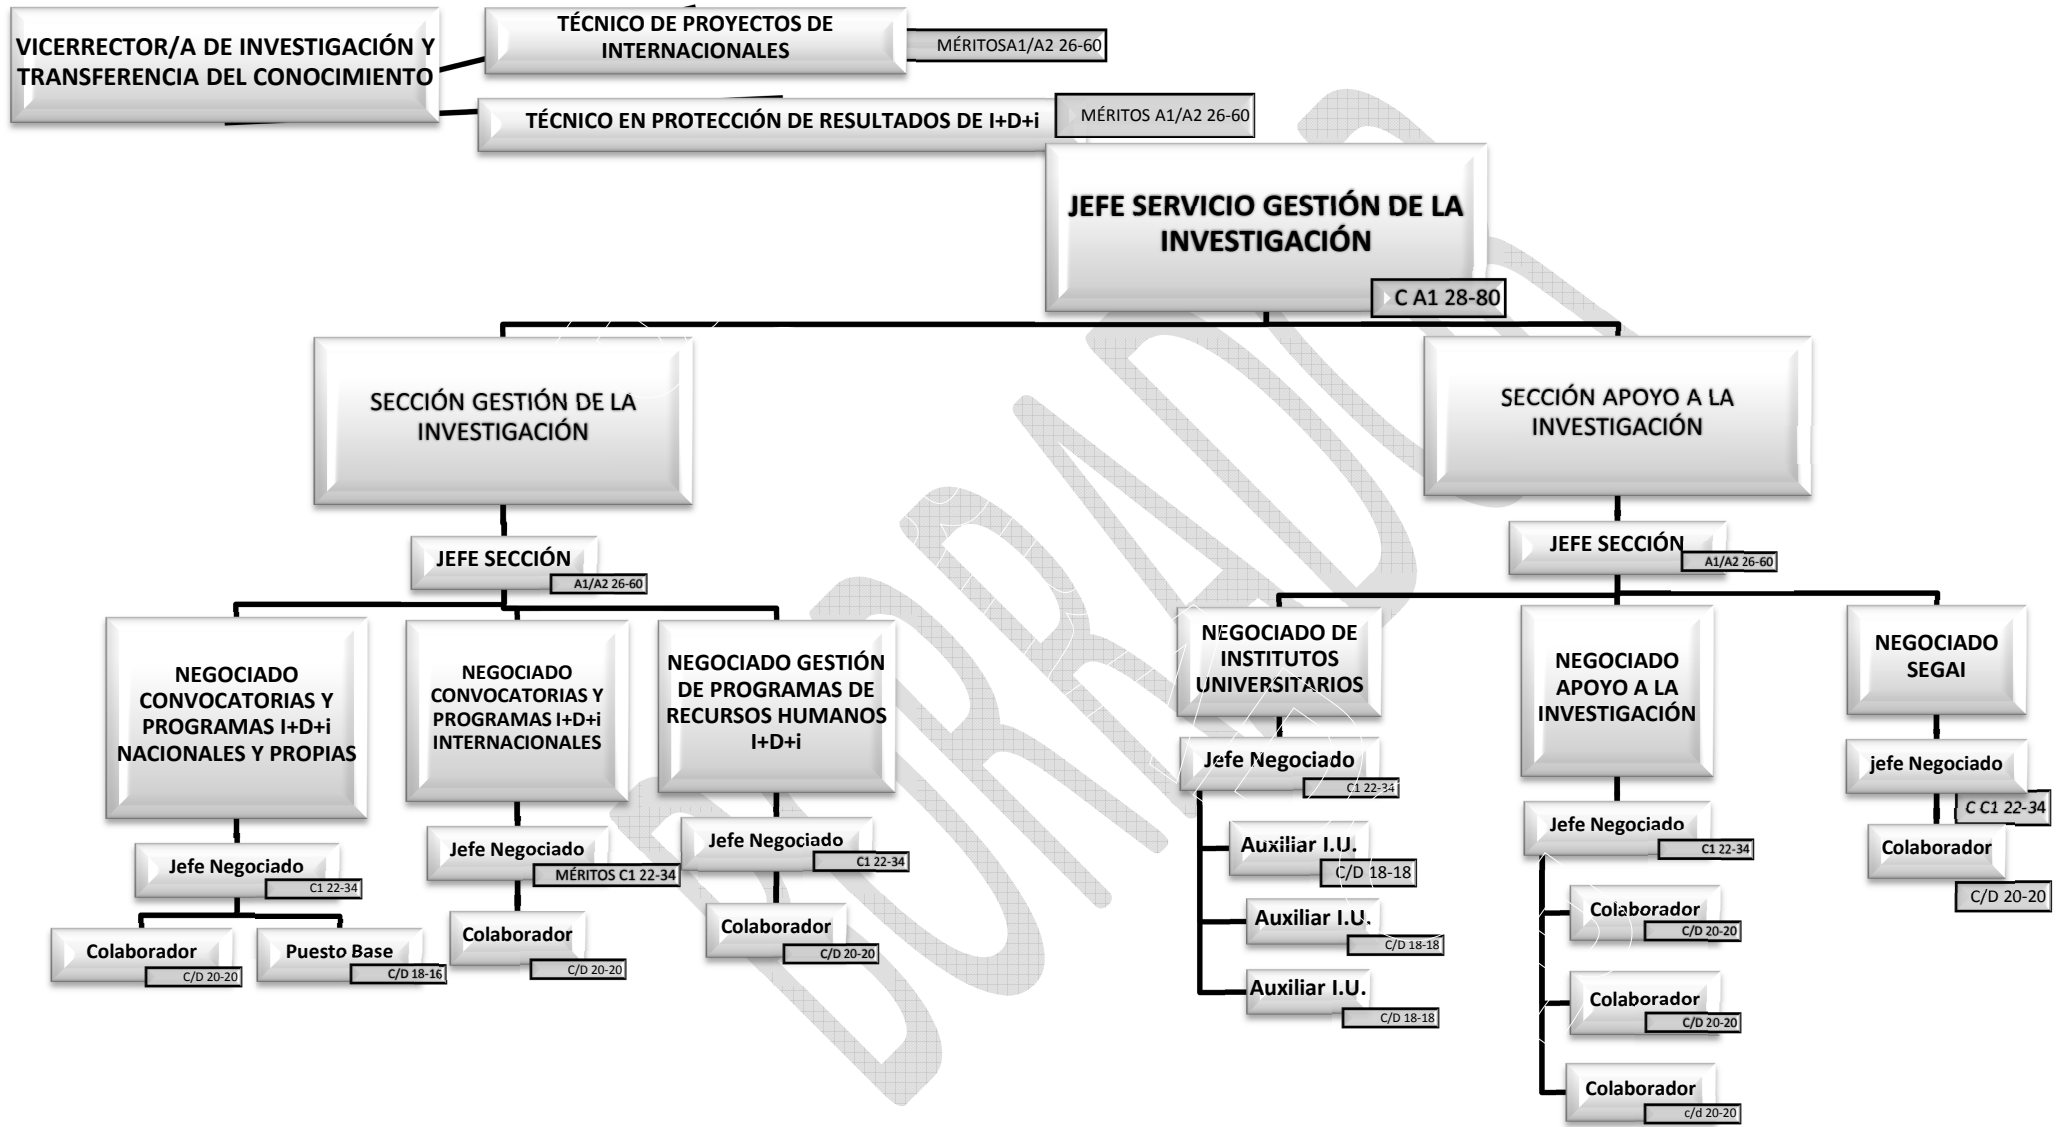 VICERRECTOR/A DE INVESTIGACIÓN Y
TRANSFERENCIA DEL CONOCIMIENTO
TÉCNICO DE PROYECTOS DE
INTERNACIONALES
MÉRITOSA1/A2 26-60
TÉCNICO EN PROTECCIÓN DE RESULTADOS DE I+D+i
MÉRITOS A1/A2 26-60
JEFE SERVICIO GESTIÓN DE LA
INVESTIGACIÓN
C A1 28-80
SECCIÓN GESTIÓN DE LA
INVESTIGACIÓN
JEFE SECCIÓN
A1/A2 26-60
NEGOCIADO
CONVOCATORIAS Y
PROGRAMAS I+D+i
NACIONALES Y PROPIAS
Jefe Negociado
C1 22-34
Colaborador
C/D 20-20
Puesto Base
C/D 18-16
NEGOCIADO
CONVOCATORIAS Y
PROGRAMAS I+D+i
INTERNACIONALES
Jefe Negociado
MÉRITOS C1 22-34
Colaborador
C/D 20-20
NEGOCIADO GESTIÓN
DE PROGRAMAS DE
RECURSOS HUMANOS
I+D+i
Jefe Negociado
C1 22-34
Colaborador
C/D 20-20
SECCIÓN APOYO A LA
INVESTIGACIÓN
JEFE SECCIÓN
A1/A2 26-60
NEGOCIADO DE
INSTITUTOS
UNIVERSITARIOS
Jefe Negociado
C1 22-34
Auxiliar I.U.
C/D 18-18
Auxiliar I.U.
C/D 18-18
Auxiliar I.U.
C/D 18-18
NEGOCIADO
APOYO A LA
INVESTIGACIÓN
Jefe Negociado
C1 22-34
Colaborador
C/D 20-20
Colaborador
C/D 20-20
Colaborador
c/d 20-20
NEGOCIADO
SEGAI
jefe Negociado
C C1 22-34
Colaborador
C/D 20-20
BORRADOR